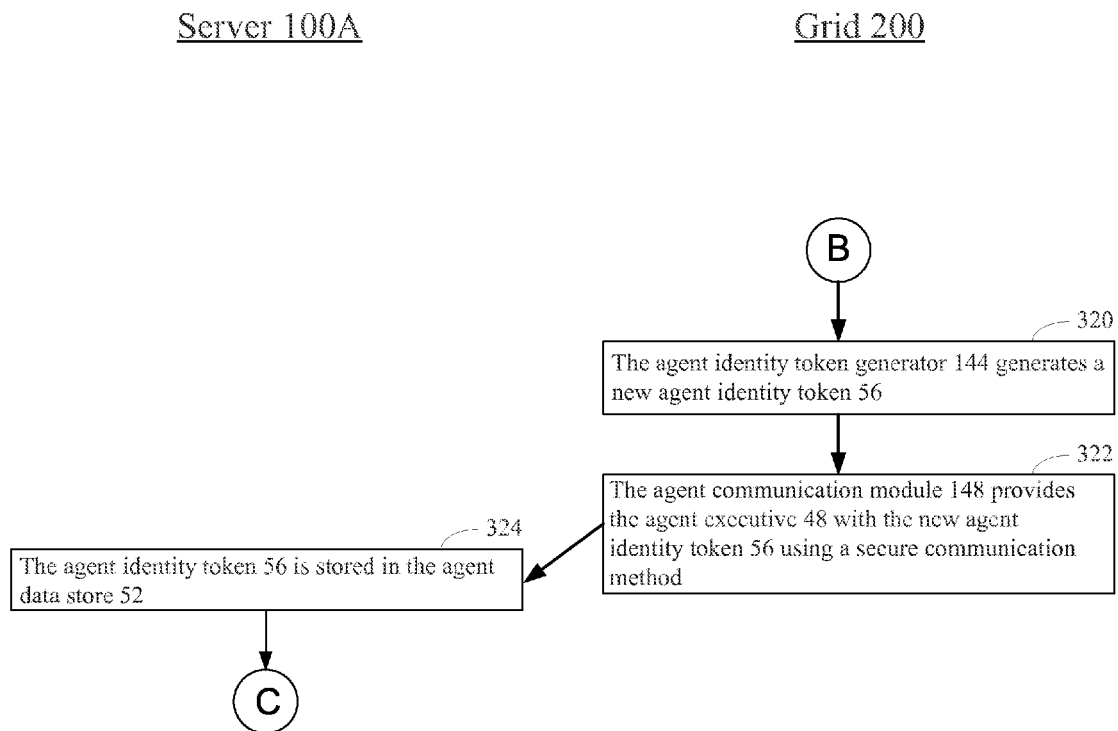 Server 100A
Grid 200
B
320
The agent identity token generator 144 generates a
new agent identity token 56
322
The agent communication module 148 provides
the agent executive 48 with the new agent
identity token 56 using a secure communication
method
324
The agent identity token 56 is stored in the agent
data store 52
C